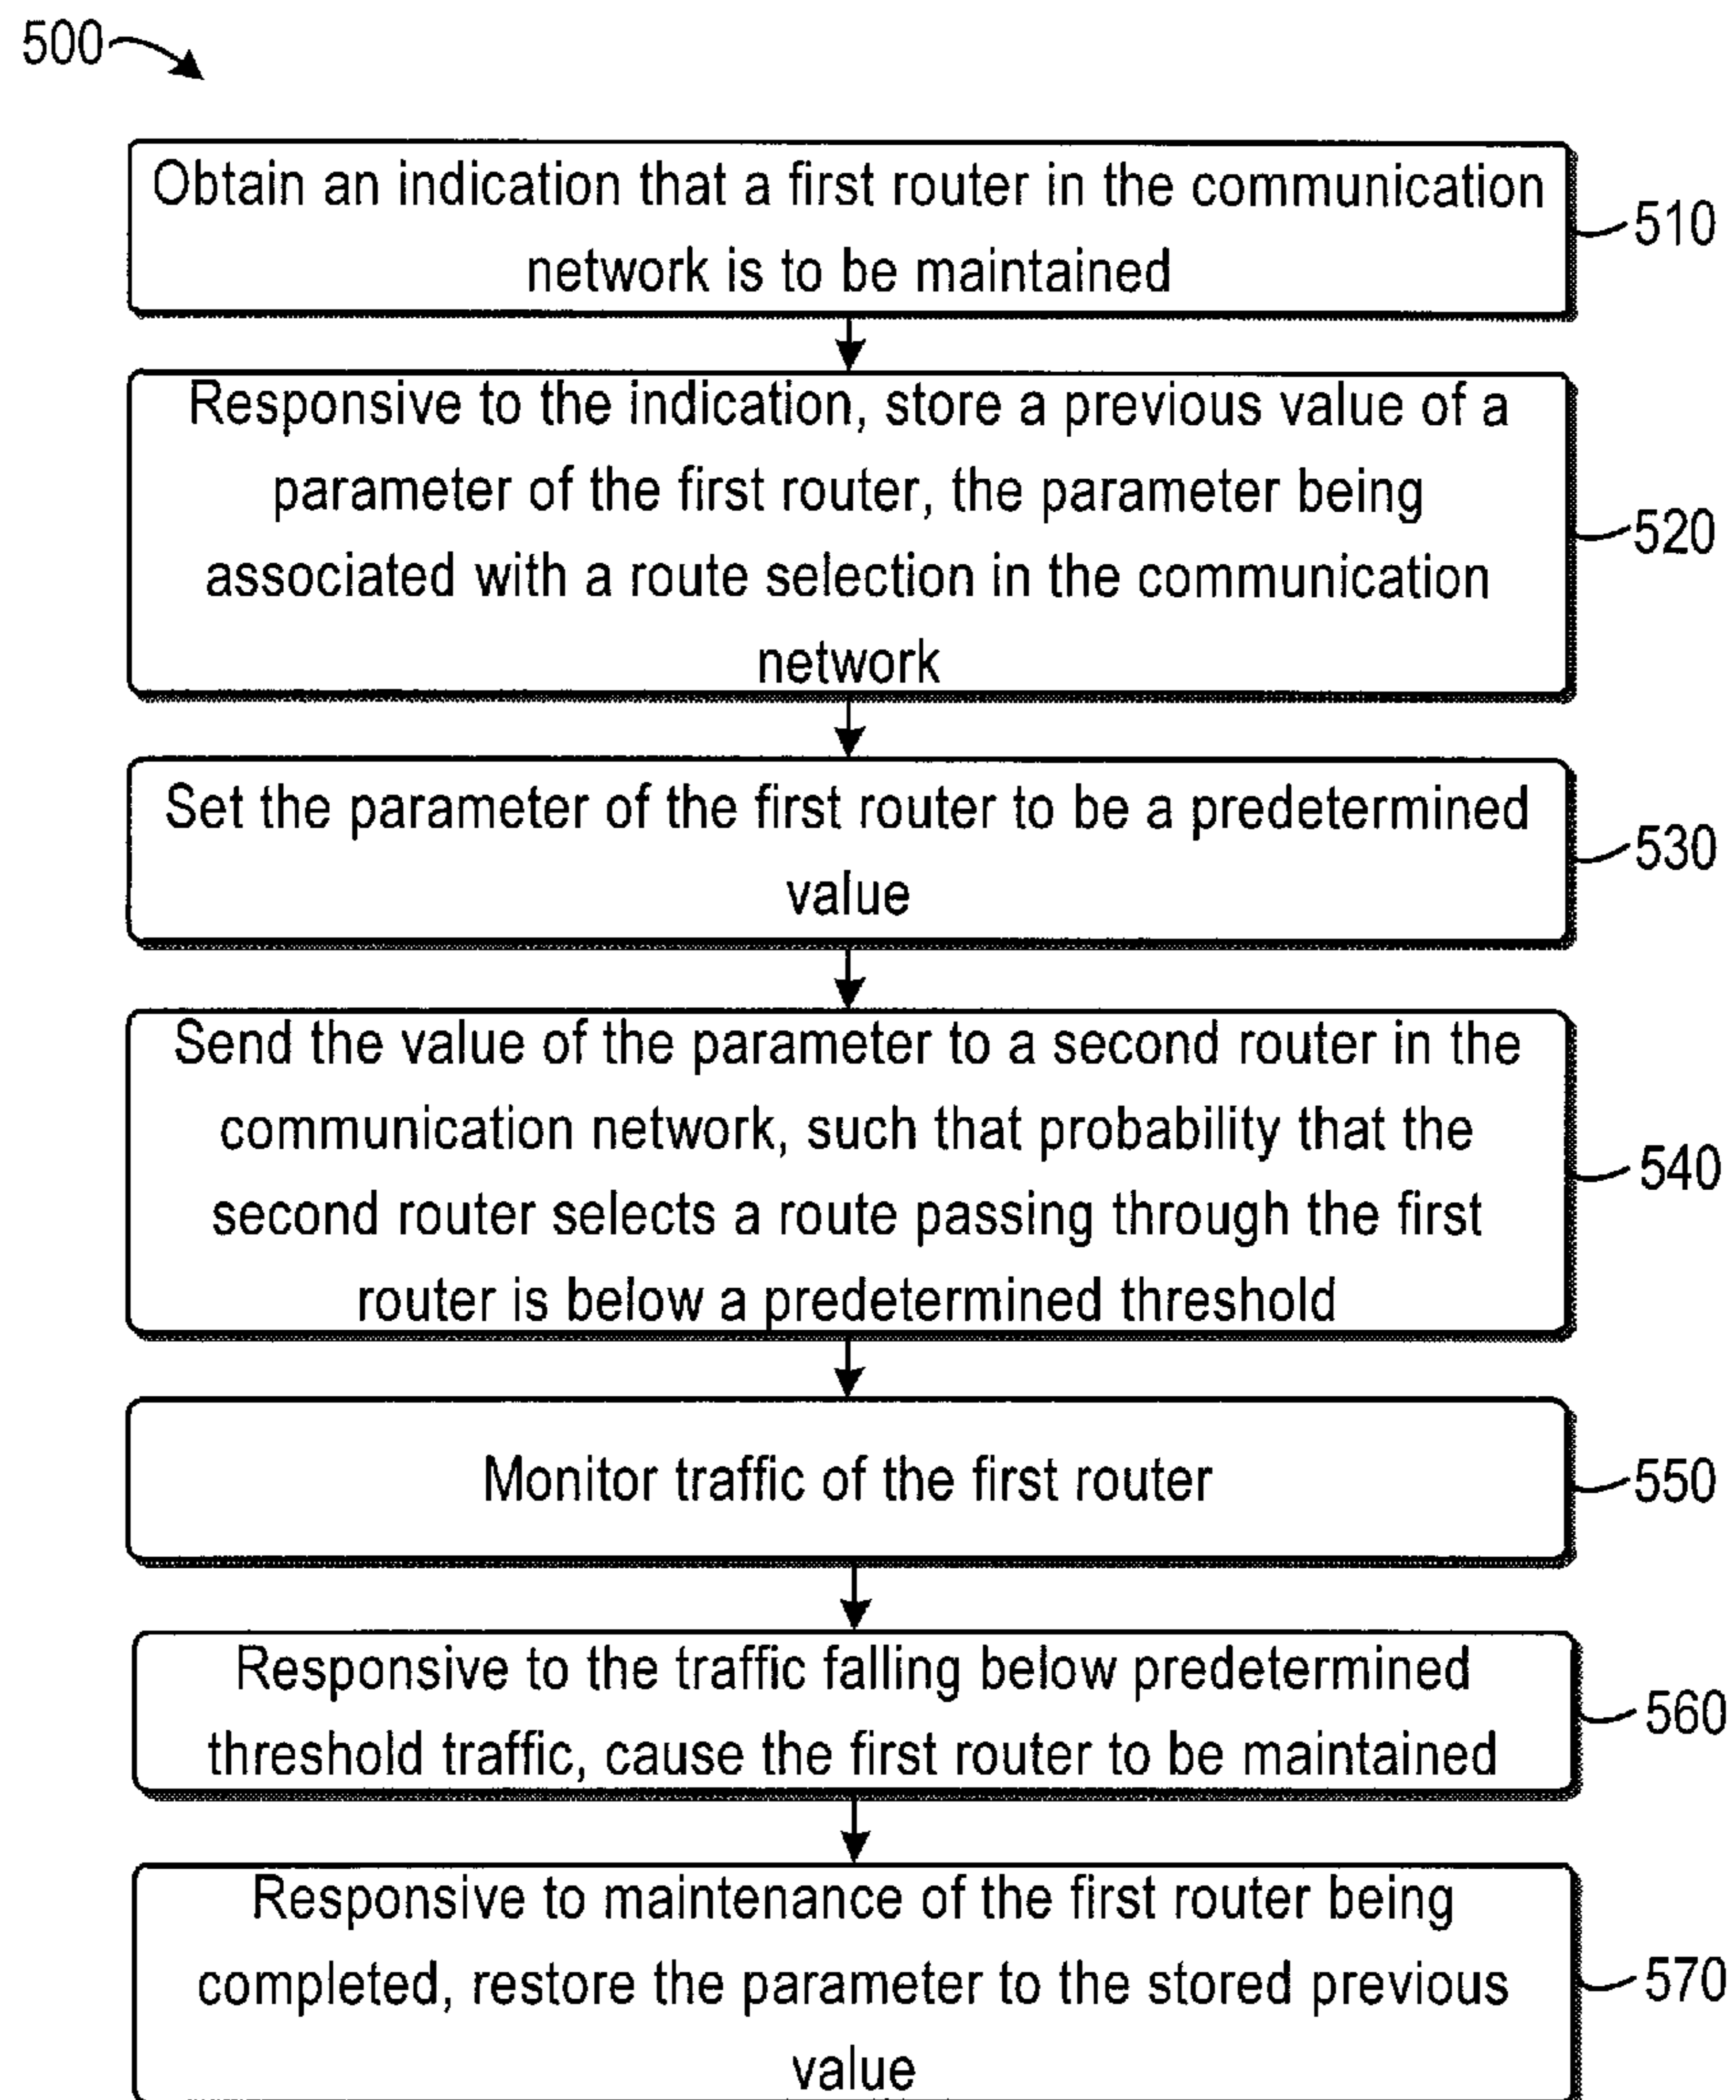 500
Obtain an indication that a first router in the communication
network is to be maintained
510
Responsive to the indication, store a previous value of a
parameter of the first router, the parameter being
associated with a route selection in the communication
network
520
Set the parameter of the first router to be a predetermined
value
530
Send the value of the parameter to a second router in the
communication network, such that probability that the
second router selects a route passing through the first
router is below a predetermined threshold
540
Monitor traffic of the first router
550
Responsive to the traffic falling below predetermined
threshold traffic, cause the first router to be maintained
560
Responsive to maintenance of the first router being
completed, restore the parameter to the stored previous
value
570